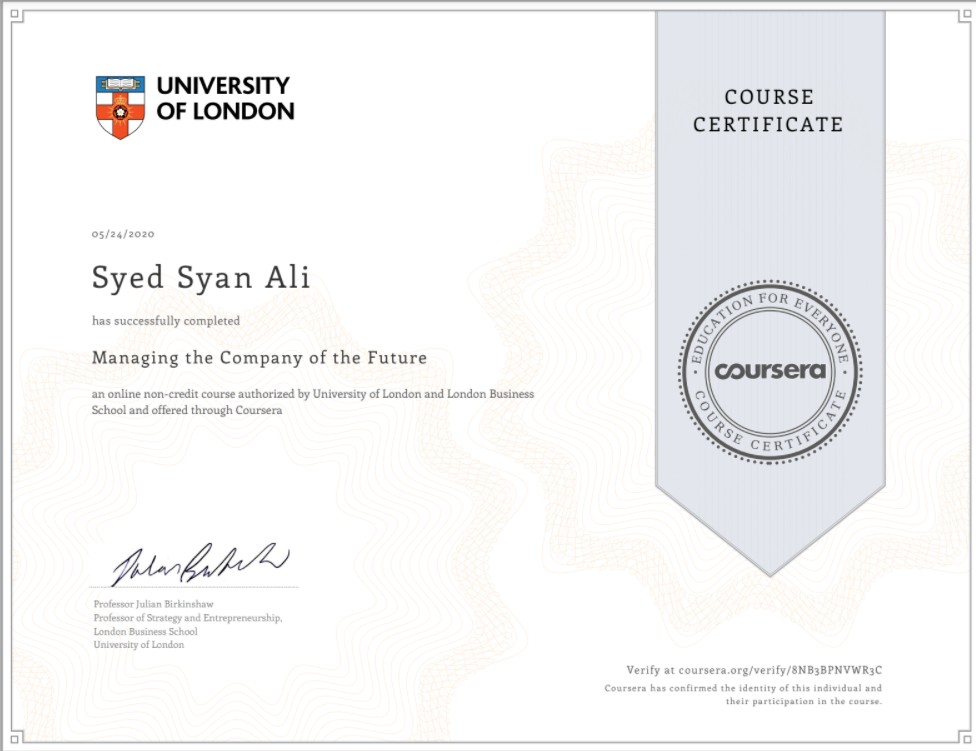 UNIVERSITY
OF LONDON
COURSE
CERTIFICATE
05/24/2020
Syed Syan Ali
has successfully completed
Managing the Company of the Future
an online non-credit course authorized by University of London and London Business
School and offered through Coursera
EDUCATION FOR EVERYONE
coursera
COURSE CERTIFICATE
Professor Julian Birkinshaw
Professor of Strategy and Entrepreneurship,
London Business School
University of London
Verify at coursera.org/verify/8NB3BPNVWR3C
Coursera has confirmed the identity of this individual and
their participation in the course.